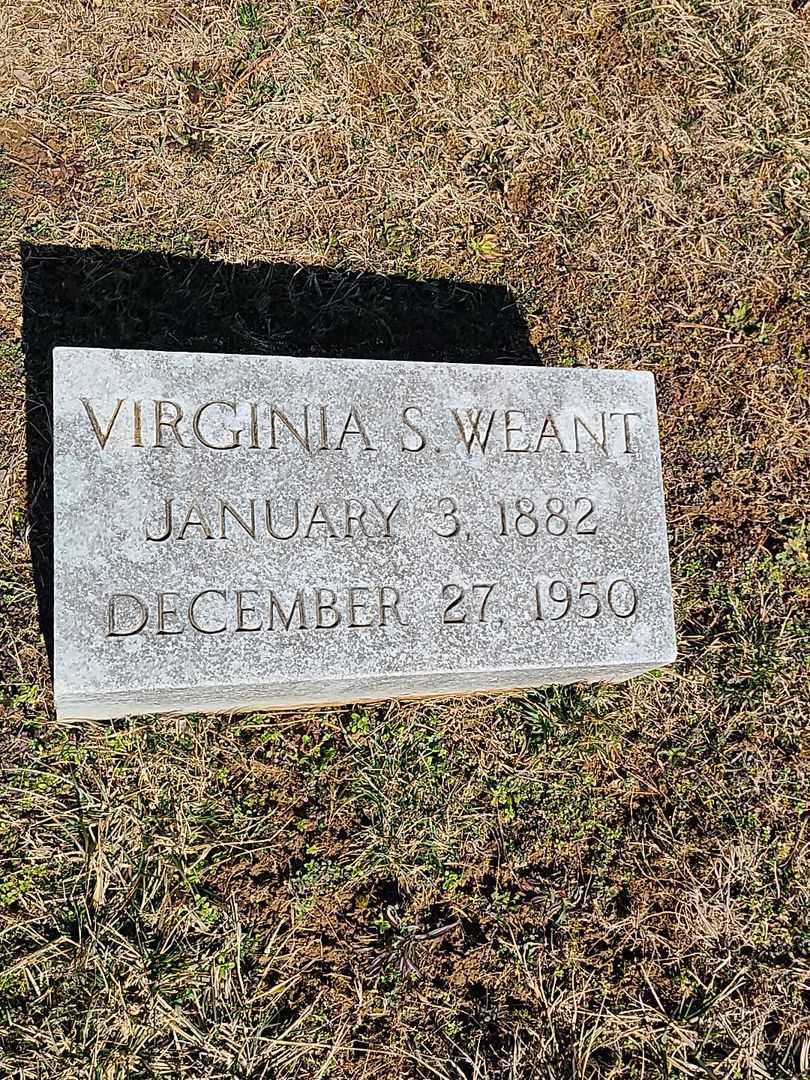 VIRGINIA S. WEANT
JANUARY 3, 1882
DECEMBER 27, 1950